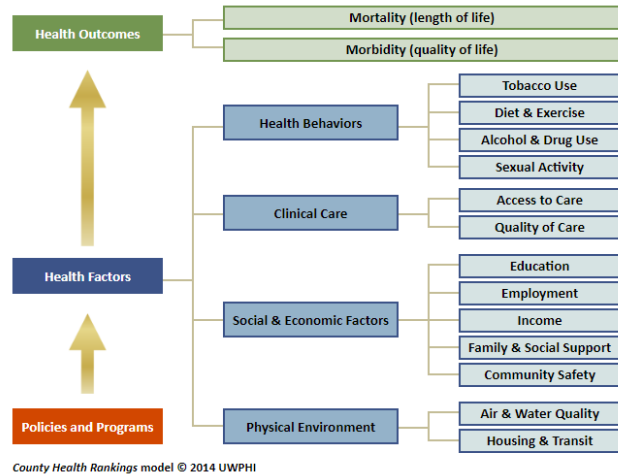 Health Outcomes
Mortality (length of life)
Morbidity (quality of life)
Health Factors
Health Behaviors
Tobacco Use
Diet & Exercise
Alcohol & Drug Use
Sexual Activity
Clinical Care
Access to Care
Quality of Care
Social & Economic Factors
Education
Employment
Income
Family & Social Support
Community Safety
Physical Environment
Air & Water Quality
Housing & Transit
Policies and Programs
County Health Rankings model © 2014 UWPHI